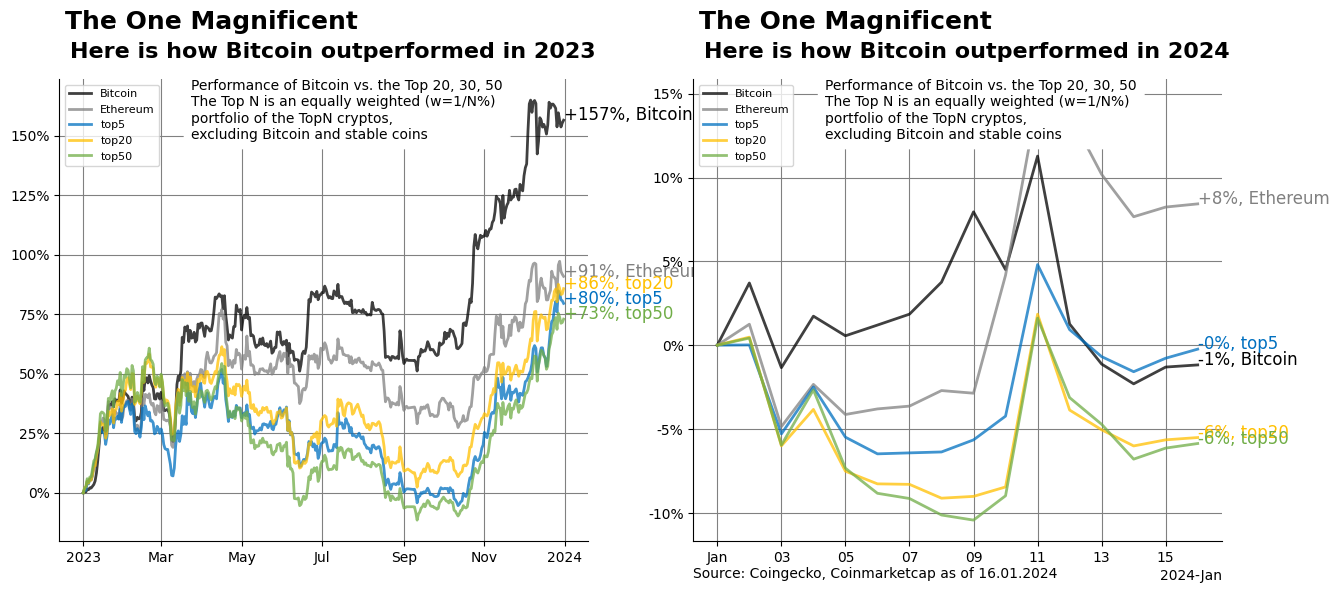 The One Magnificent
Here is how Bitcoin outperformed in 2023
Performance of Bitcoin vs. the Top 20, 30, 50
The Top N is an equally weighted (w=1/N%)
portfolio of the TopN cryptos,
excluding Bitcoin and stable coins
Bitcoin
Ethereum
top5
top20
top50
150%
125%
100%
75%
50%
25%
0%
+157%, Bitcoin
+91%, Ethereum
+86%, top20
+80%, top5
+73%, top50
2023
Mar
May
Jul
Sep
Nov
2024
The One Magnificent
Here is how Bitcoin outperformed in 2024
Performance of Bitcoin vs. the Top 20, 30, 50
The Top N is an equally weighted (w=1/N%)
portfolio of the TopN cryptos,
excluding Bitcoin and stable coins
Bitcoin
Ethereum
top5
top20
top50
15%
10%
5%
0%
-5%
-10%
+8%, Ethereum
-0%, top5
-1%, Bitcoin
-6%, top20
-6%, top50
Jan
03
05
07
09
11
13
15
2024-Jan
Source: Coingecko, Coinmarketcap as of 16.01.2024